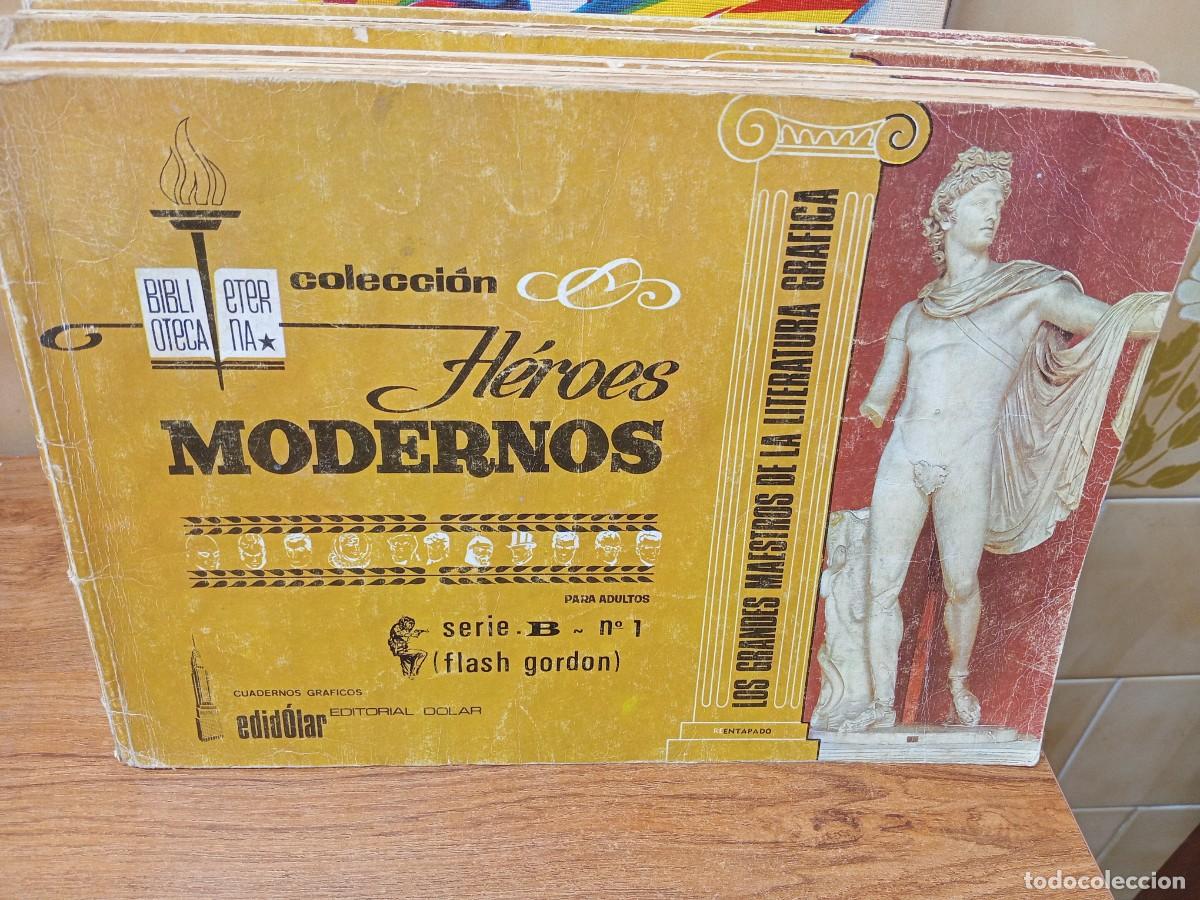 BIBLI
OTECA
ETER
NA
colección
Héroes
MODERNOS
PARA ADULTOS
serie. B ~ nº 1
(flash gordon)
CUADERNOS GRAFICOS
edidÓlar
EDITORIAL DOLAR
LOS GRANDES MAESTROS DE LA LITERATURA GRAFICA
REENTAPADO
todocoleccion